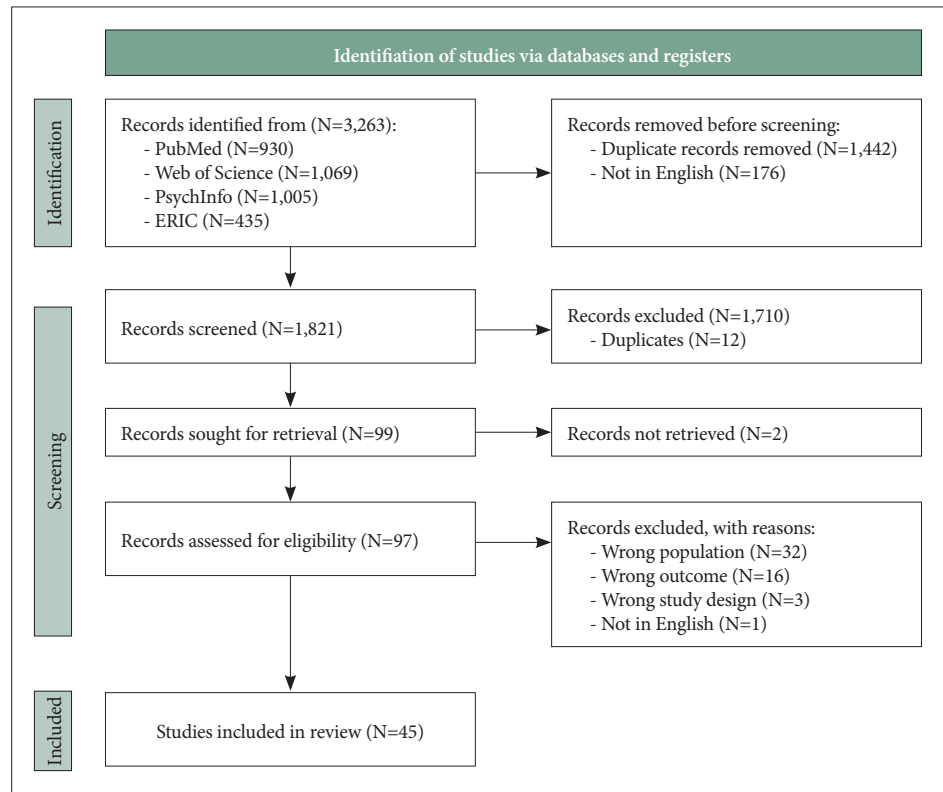 Identifiation of studies via databases and registers
Identification
Records identified from (N=3,263):
- PubMed (N=930)
- Web of Science (N=1,069)
- PsychInfo (N=1,005)
- ERIC (N=435)
Records removed before screening:
- Duplicate records removed (N=1,442)
- Not in English (N=176)
Screening
Records screened (N=1,821)
Records excluded (N=1,710)
- Duplicates (N=12)
Records sought for retrieval (N=99)
Records not retrieved (N=2)
Records assessed for eligibility (N=97)
Records excluded, with reasons:
- Wrong population (N=32)
- Wrong outcome (N=16)
- Wrong study design (N=3)
- Not in English (N=1)
Included
Studies included in review (N=45)